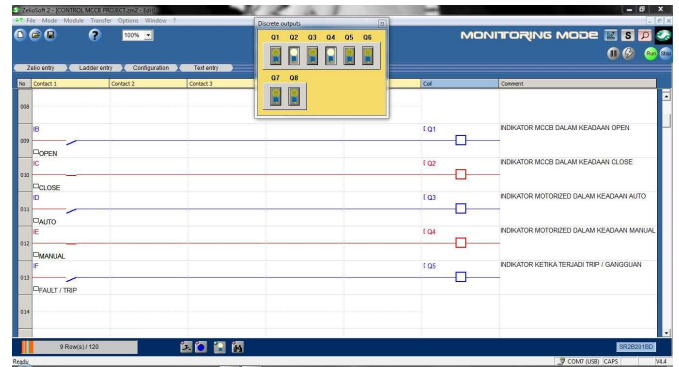 ZelioSoft 2 - [CONTROL MCCB PROJECT.zm2 - Edit]
File Mode Module Transfer Options Window ?
? 100% MONITORING MODE S P
Run Stop
Discrete outputs
Q1 Q2 Q3 Q4 Q5 Q6
Q7 Q8
Zelio entry Ladder entry Configuration Text entry
No Contact 1 Contact 2 Contact 3 Coil Comment
008
IB [ Q1 INDIKATOR MCCB DALAM KEADAAN OPEN
009
OPEN
IC [ Q2 INDIKATOR MCCB DALAM KEADAAN CLOSE
010
CLOSE
ID [ Q3 INDIKATOR MOTORIZED DALAM KEADAAN AUTO
011
AUTO
IE [ Q4 INDIKATOR MOTORIZED DALAM KEADAAN MANUAL
012
MANUAL
IF [ Q5 INDIKATOR KETIKA TERJADI TRIP / GANGGUAN
013
FAULT / TRIP
014
9 Row(s) / 120 SR2B201BD
Ready COM7 (USB) CAPS V4.4